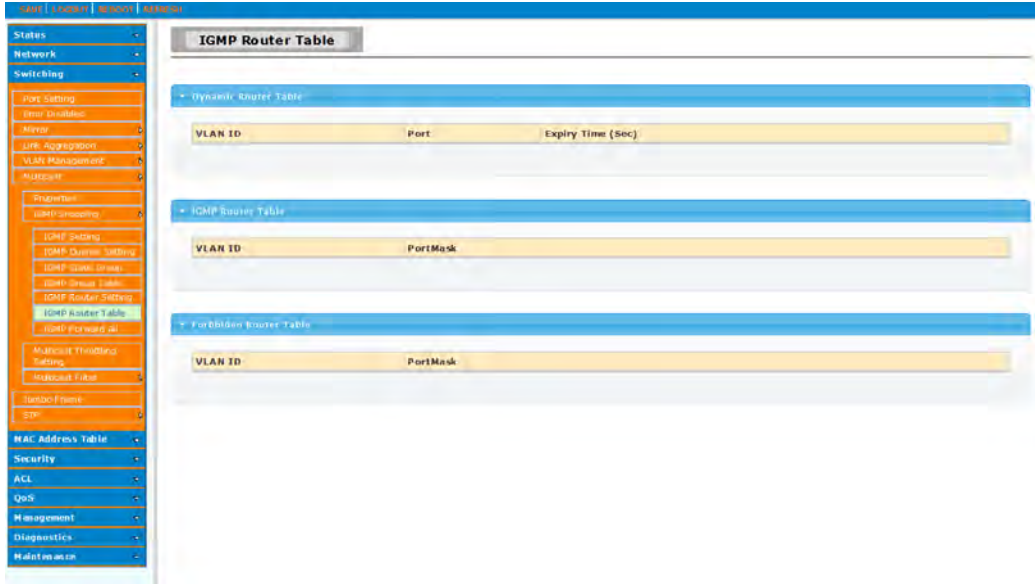 SAVE | LOGOUT | REBOOT | REFRESH
Status
Network
Switching
Port Setting
Error Disabled
Mirror
Link Aggregation
VLAN Management
Multicast
Properties
IGMP Snooping
IGMP Setting
IGMP Querier Setting
IGMP Static Group
IGMP Group Table
IGMP Router Setting
IGMP Router Table
IGMP Forward All
Multicast Throttling
Setting
Multicast Filter
Jumbo Frame
STP
MAC Address Table
Security
ACL
QoS
Management
Diagnostics
Maintenance
IGMP Router Table
Dynamic Router Table
VLAN ID Port Expiry Time (Sec)
IGMP Router Table
VLAN ID PortMask
Forbidden Router Table
VLAN ID PortMask